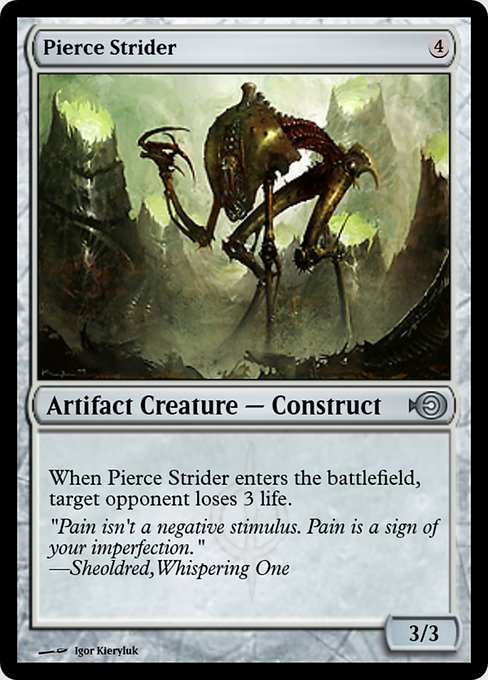 Pierce Strider
4
Artifact Creature — Construct
When Pierce Strider enters the battlefield,
target opponent loses 3 life.
"Pain isn't a negative stimulus. Pain is a sign of
your imperfection."
—Sheoldred,Whispering One
3/3
Igor Kieryluk